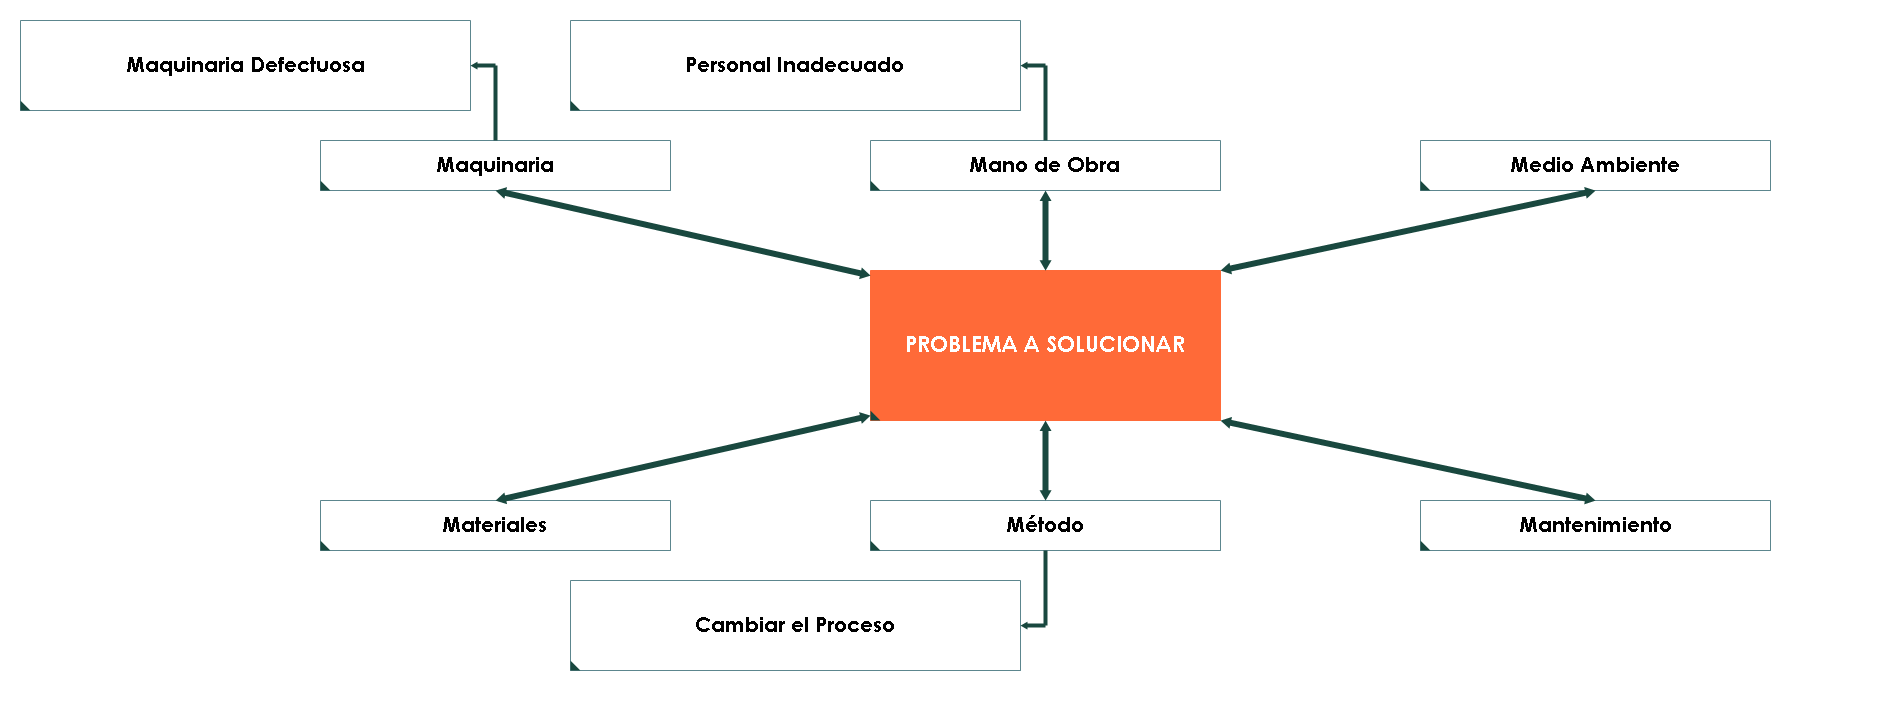 Maquinaria Defectuosa
Personal Inadecuado
Maquinaria
Mano de Obra
Medio Ambiente
PROBLEMA A SOLUCIONAR
Materiales
Método
Mantenimiento
Cambiar el Proceso